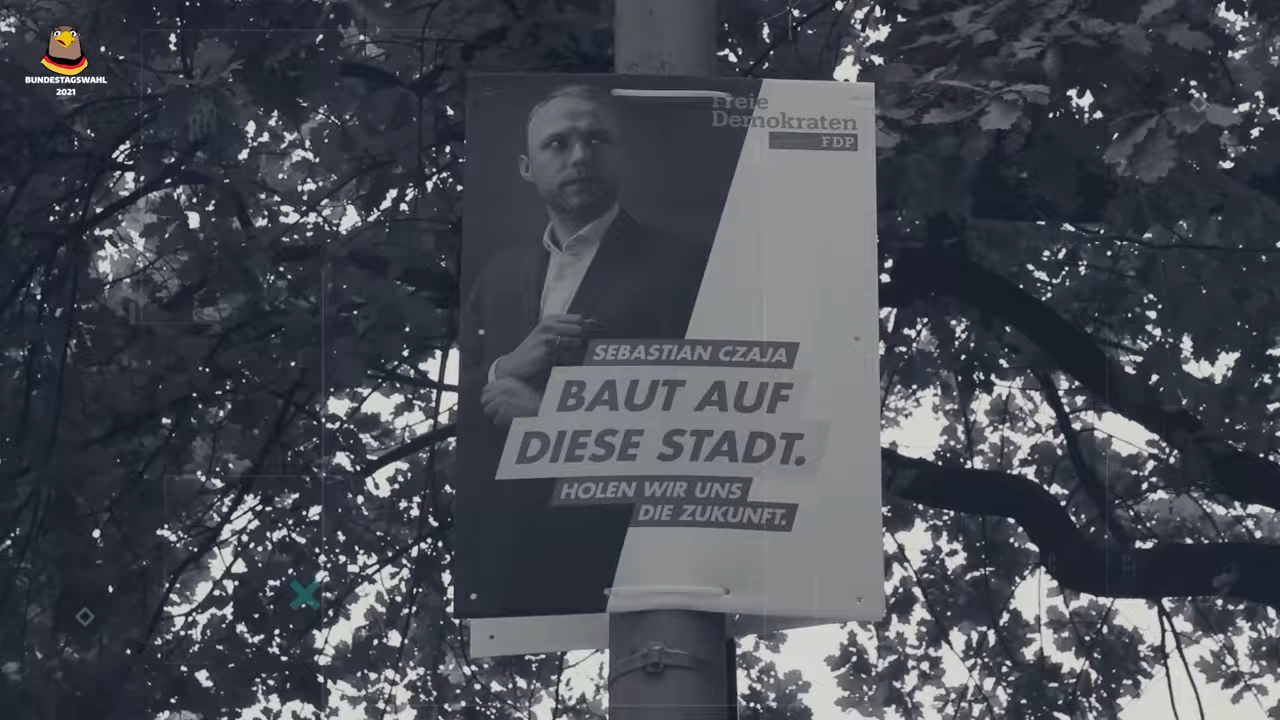 BUNDESTAGSWAHL
2021
Freie
Demokraten
FDP
SEBASTIAN CZAJA
BAUT AUF
DIESE STADT.
HOLEN WIR UNS
DIE ZUKUNFT.